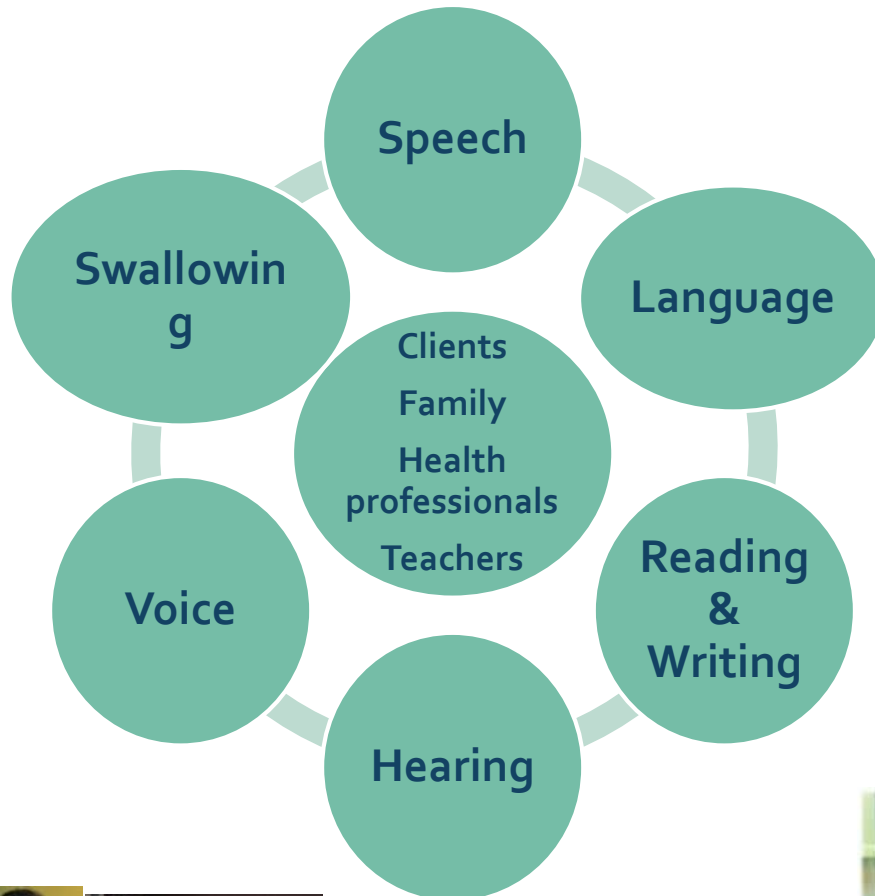 Speech
Swallowin
g
Language
Clients
Family
Health
professionals
Teachers
Voice
Reading
&
Writing
Hearing